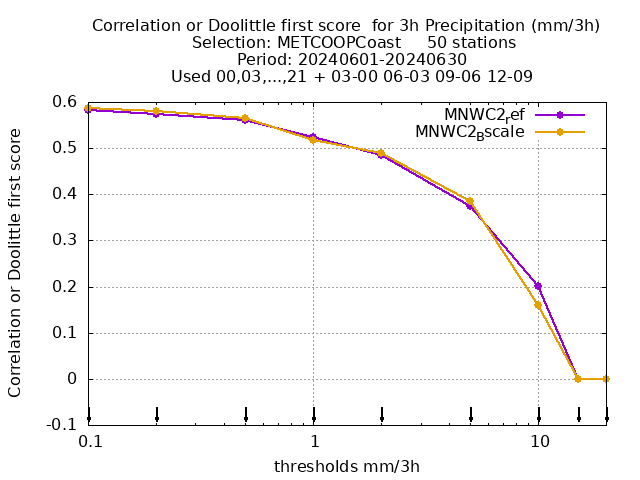 Correlation or Doolittle first score  for 3h Precipitation (mm/3h)
Selection: METCOOPCoast     50 stations
Period: 20240601-20240630
Used 00,03,...,21 + 03-00 06-03 09-06 12-09
MNWC2ref
MNWC2Bscale
Correlation or Doolittle first score
0.6
0.5
0.4
0.3
0.2
0.1
0
-0.1
0.1 1 10
thresholds mm/3h